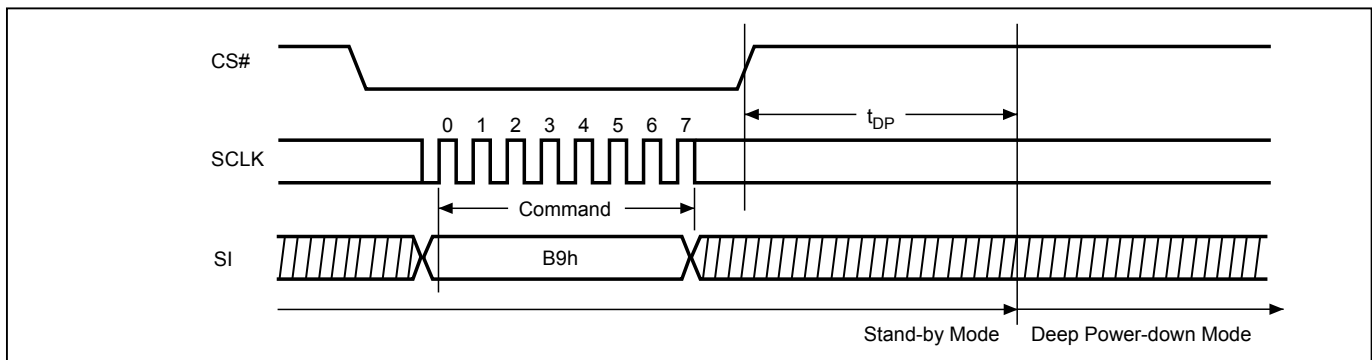 CS#
t_DP
0 1 2 3 4 5 6 7
SCLK
Command
SI
B9h
Stand-by Mode Deep Power-down Mode